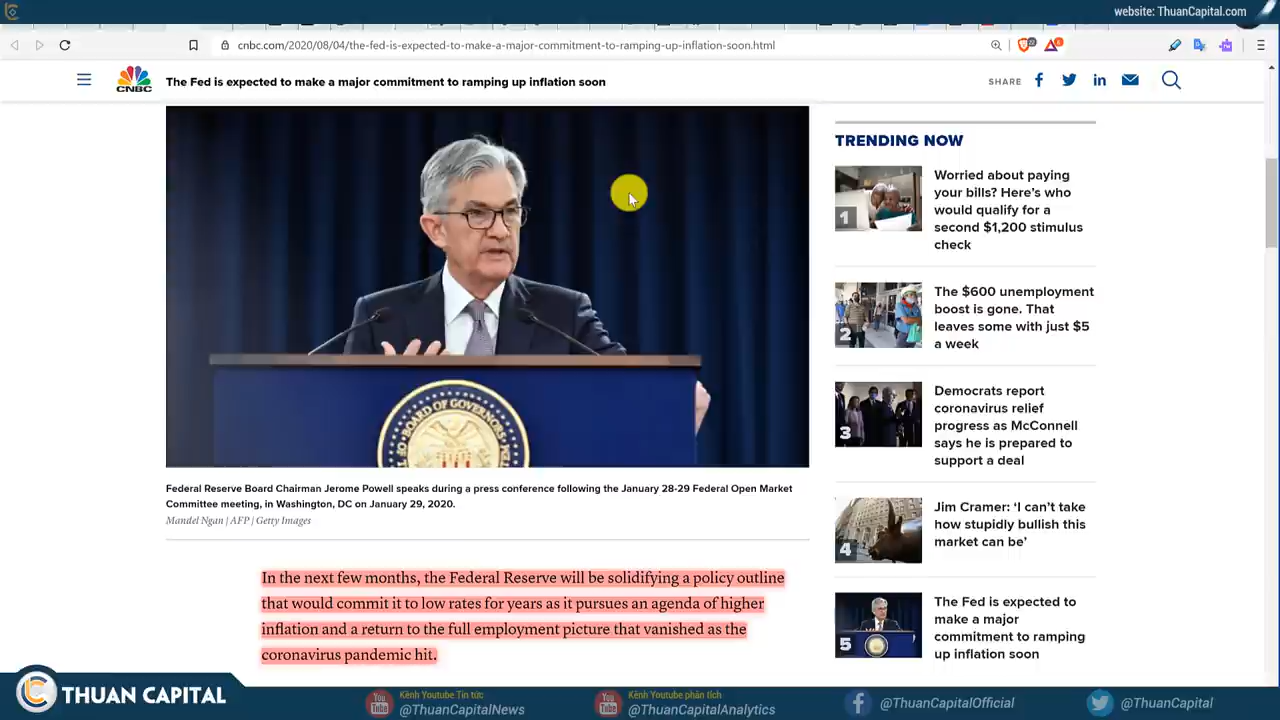 website: ThuanCapital.com
cnbc.com/2020/08/04/the-fed-is-expected-to-make-a-major-commitment-to-ramping-up-inflation-soon.html
CNBC
The Fed is expected to make a major commitment to ramping up inflation soon
SHARE
BOARD OF GOVERNORS
Federal Reserve Board Chairman Jerome Powell speaks during a press conference following the January 28-29 Federal Open Market
Committee meeting, in Washington, DC on January 29, 2020.
Mandel Ngan | AFP | Getty Images
In the next few months, the Federal Reserve will be solidifying a policy outline
that would commit it to low rates for years as it pursues an agenda of higher
inflation and a return to the full employment picture that vanished as the
coronavirus pandemic hit.
TRENDING NOW
1
Worried about paying
your bills? Here's who
would qualify for a
second $1,200 stimulus
check
2
The $600 unemployment
boost is gone. That
leaves some with just $5
a week
3
Democrats report
coronavirus relief
progress as McConnell
says he is prepared to
support a deal
4
Jim Cramer: 'I can't take
how stupidly bullish this
market can be'
5
The Fed is expected to
make a major
commitment to ramping
up inflation soon
THUAN CAPITAL
You Tube
Kênh Youtube Tin tức
@ThuanCapitalNews
You Tube
Kênh Youtube phân tích
@ThuanCapitalAnalytics
@ThuanCapitalOfficial
@ThuanCapital